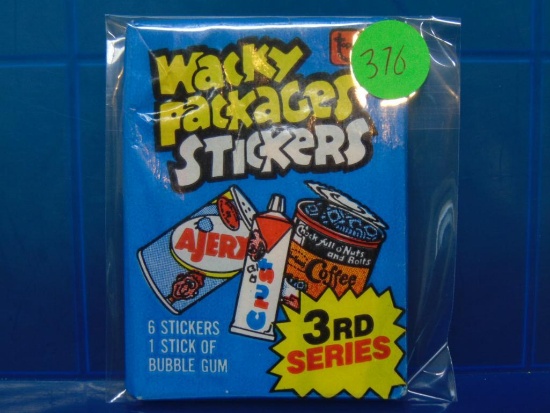 Wacky
Packages
STICKERS
376
AJERX
Crust
Chock full o'Nuts
and Bolts
Coffee
6 STICKERS
1 STICK OF
BUBBLE GUM
3RD
SERIES